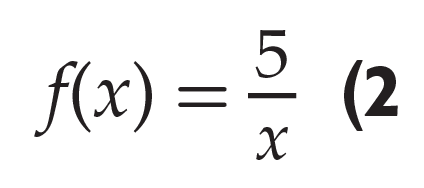 f(x) = 5/x (2